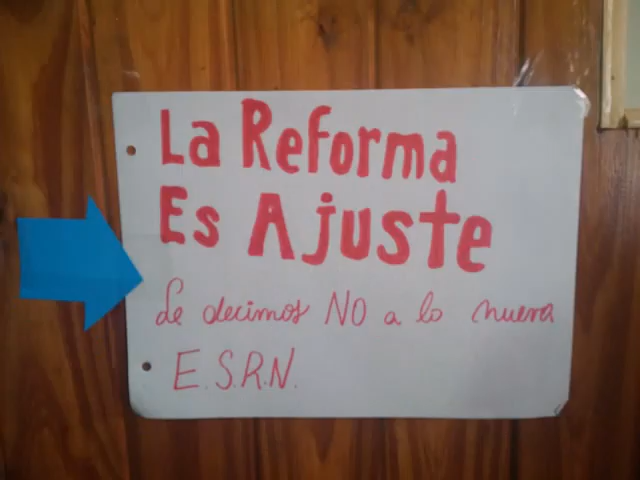 La Reforma
Es Ajuste
Le decimos NO a la nueva
E.S.R.N.